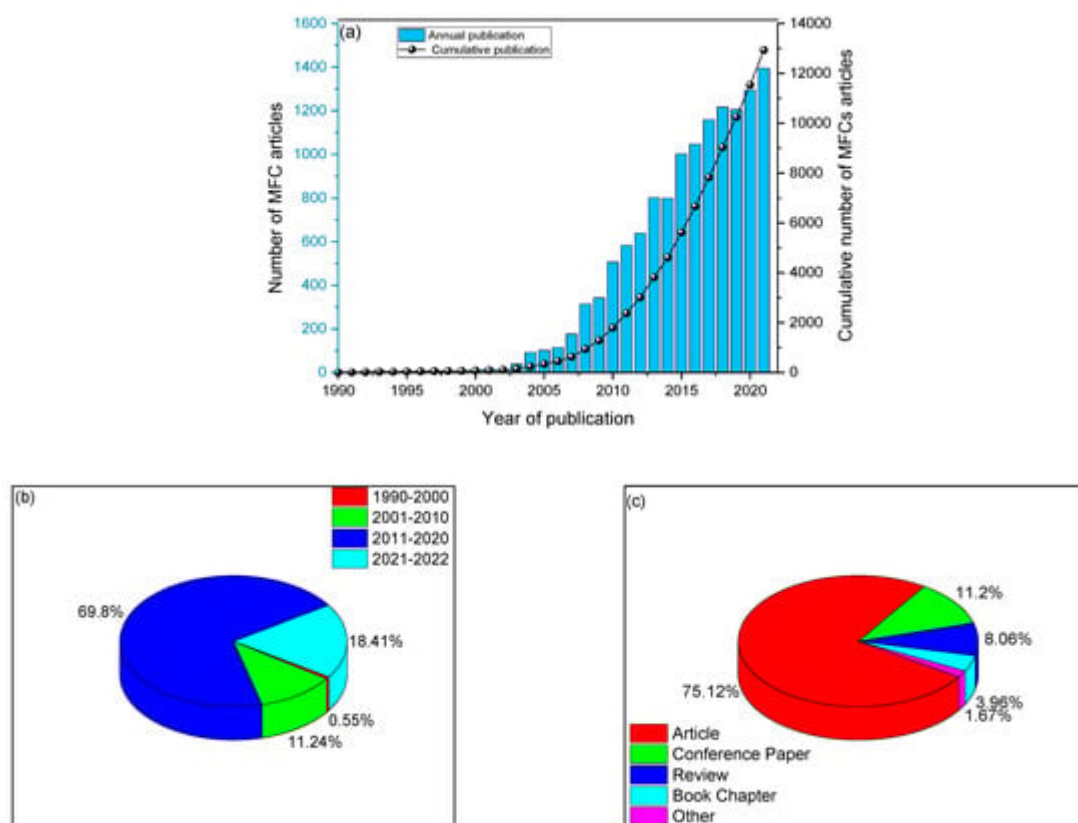 (a)
Annual publication
Cumulative publication
Number of MFC articles
1600
1400
1200
1000
800
600
400
200
0
14000
12000
10000
8000
6000
4000
2000
0
Cumulative number of MFCs articles
1990 1995 2000 2005 2010 2015 2020
Year of publication
(b)
1990-2000
2001-2010
2011-2020
2021-2022
69.8%
18.41%
0.55%
11.24%
(c)
11.2%
8.06%
75.12%
3.96%
1.67%
Article
Conference Paper
Review
Book Chapter
Other